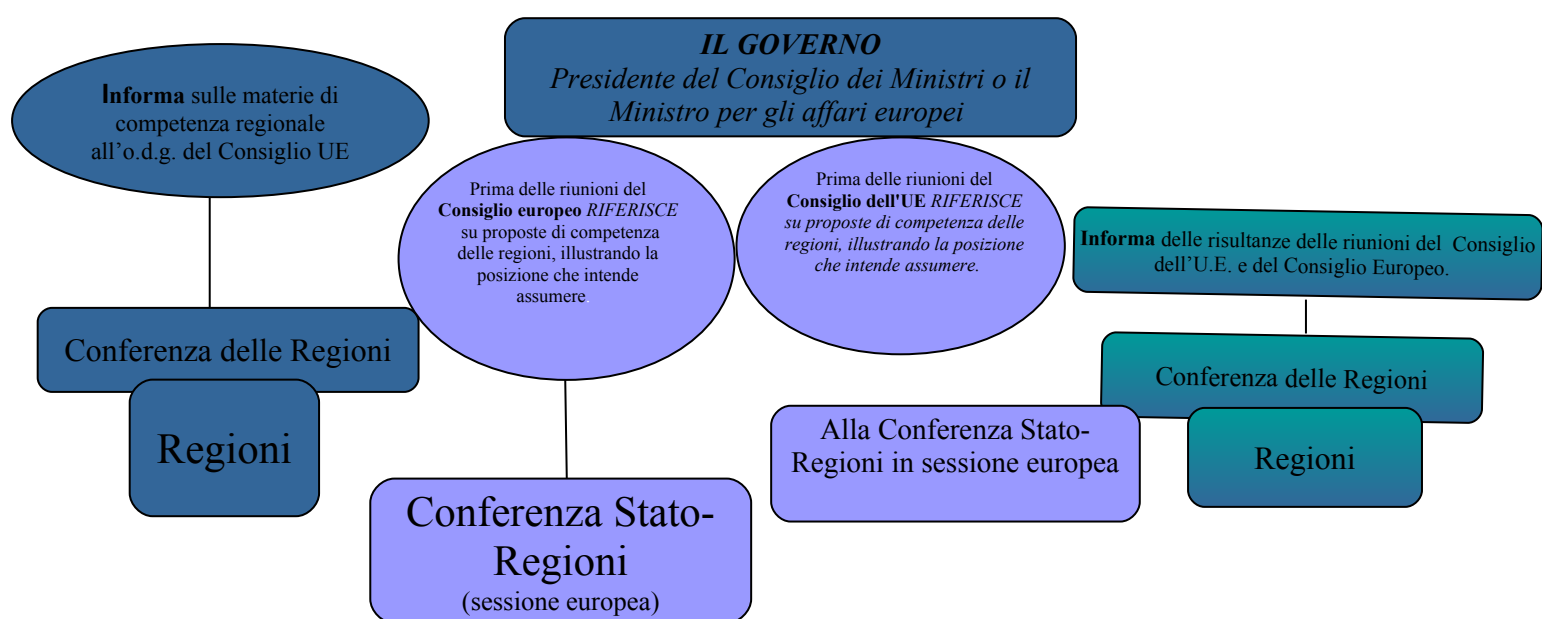 IL GOVERNO
Presidente del Consiglio dei Ministri o il
Ministro per gli affari europei
Informa sulle materie di
competenza regionale
all’o.d.g. del Consiglio UE
Conferenza delle Regioni
Regioni
Prima delle riunioni del
Consiglio europeo RIFERISCE
su proposte di competenza
delle regioni, illustrando la
posizione che intende
assumere.
Conferenza Stato-
Regioni
(sessione europea)
Prima delle riunioni del
Consiglio dell'UE RIFERISCE
su proposte di competenza delle
regioni, illustrando la posizione
che intende assumere.
Alla Conferenza Stato-
Regioni in sessione europea
Informa delle risultanze delle riunioni del Consiglio
dell’U.E. e del Consiglio Europeo.
Conferenza delle Regioni
Regioni